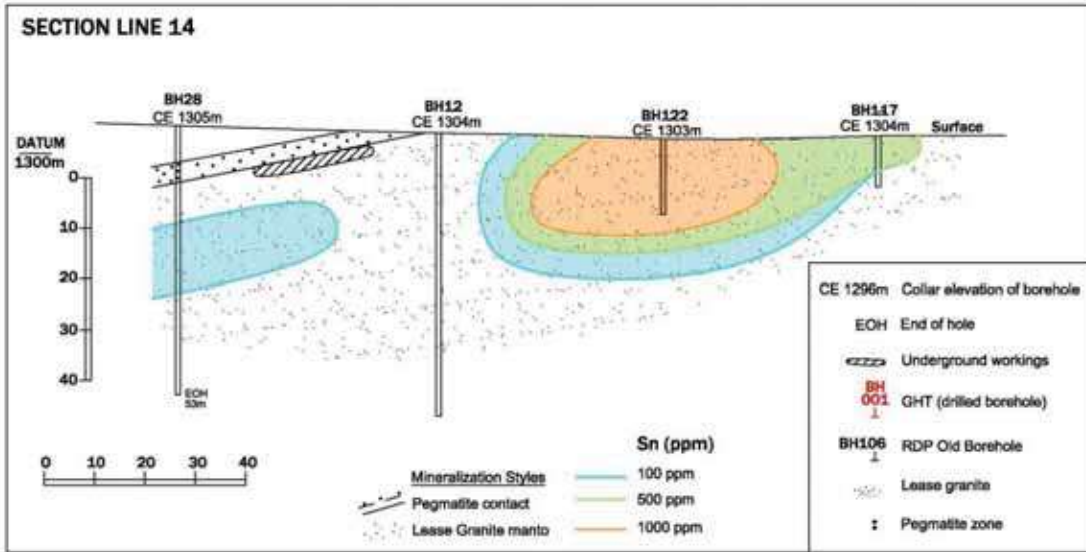 SECTION LINE 14
BH28
CE 1305m
BH12
CE 1304m
BH122
CE 1303m
BH117
CE 1304m
Surface
DATUM
1300m
0
10
20
30
40
EOH
53m
0 10 20 30 40
Mineralization Styles
Pegmatite contact
Lease Granite manto
Sn (ppm)
100 ppm
500 ppm
1000 ppm
CE 1296m Collar elevation of borehole
EOH End of hole
Underground workings
BH
001 GHT (drilled borehole)
BH106 RDP Old Borehole
Lease granite
Pegmatite zone